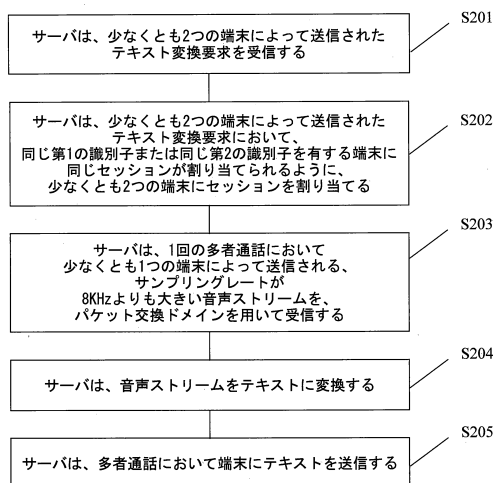 サーバは、少なくとも2つの端末によって送信された
テキスト変換要求を受信する
S201
サーバは、少なくとも2つの端末によって送信された
テキスト変換要求において、
同じ第1の識別子または同じ第2の識別子を有する端末に
同じセッションが割り当てられるように、
少なくとも2つの端末にセッションを割り当てる
S202
サーバは、1回の多者通話において
少なくとも1つの端末によって送信される、
サンプリングレートが
8KHzよりも大きい音声ストリームを、
パケット交換ドメインを用いて受信する
S203
サーバは、音声ストリームをテキストに変換する
S204
サーバは、多者通話において端末にテキストを送信する
S205